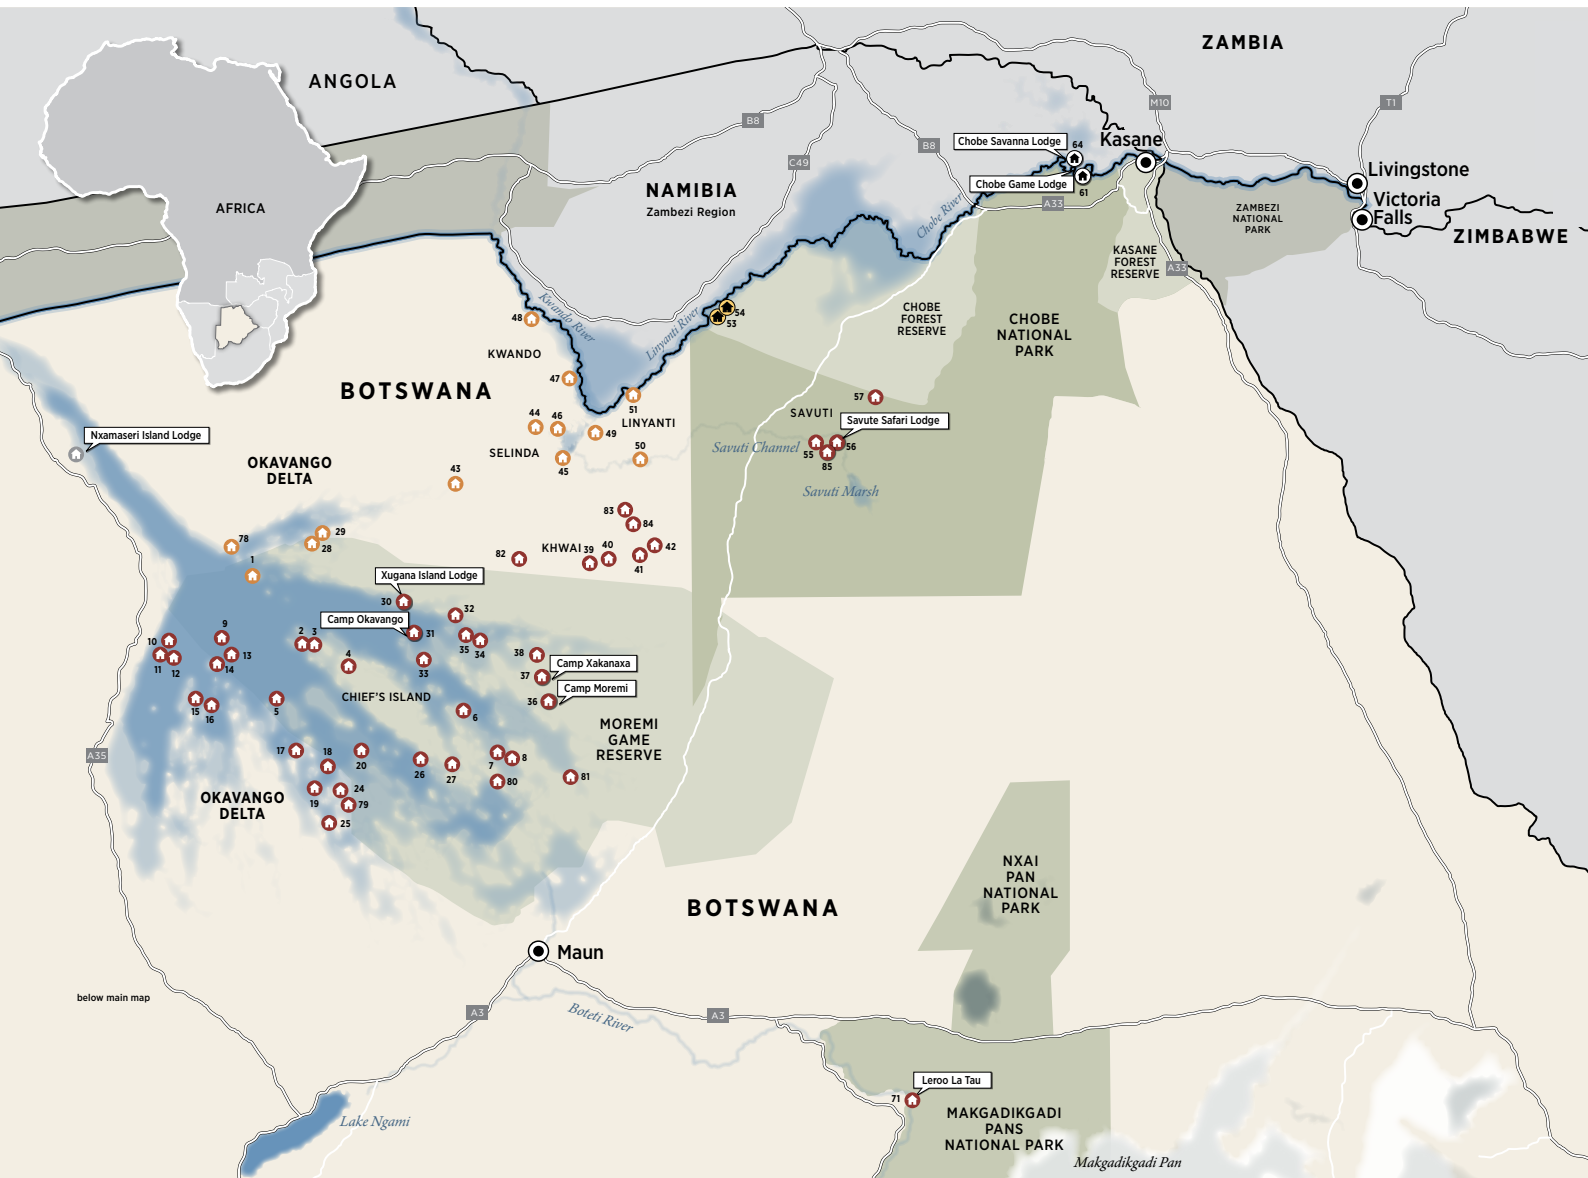 ZAMBIA
ANGOLA
M10
T1
B8
B8
C49
Chobe Savanna Lodge
64
Kasane
Livingstone
Chobe Game Lodge
61
Victoria
Falls
NAMIBIA
Zambezi Region
AFRICA
A33
Chobe River
ZAMBEZI
NATIONAL
PARK
ZIMBABWE
KASANE
FOREST
RESERVE
A33
Kwando River
48
Linyanti River
54
53
CHOBE
FOREST
RESERVE
CHOBE
NATIONAL
PARK
KWANDO
47
BOTSWANA
51
57
44
46
49
LINYANTI
SAVUTI
Savute Safari Lodge
Nxamaseri Island Lodge
SELINDA
45
50
Savuti Channel
55
56
85
OKAVANGO
DELTA
43
Savuti Marsh
83
84
29
28
78
1
82
KHWAI
39
40
41
42
Xugana Island Lodge
30
32
Camp Okavango
31
9
10
11
12
13
14
2
3
4
35
34
33
38
Camp Xakanaxa
37
Camp Moremi
36
CHIEF'S ISLAND
15
16
5
6
MOREMI
GAME
RESERVE
A35
17
18
20
26
27
7
8
80
81
OKAVANGO
DELTA
19
24
79
25
NXAI
PAN
NATIONAL
PARK
BOTSWANA
Maun
below main map
A3
Boteti River
A3
Leroo La Tau
71
Lake Ngami
MAKGADIKGADI
PANS
NATIONAL PARK
Makgadikgadi Pan